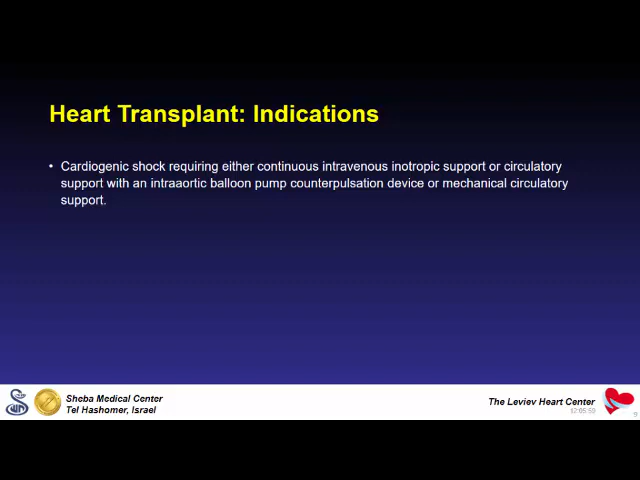 Heart Transplant: Indications
• Cardiogenic shock requiring either continuous intravenous inotropic support or circulatory
support with an intraaortic balloon pump counterpulsation device or mechanical circulatory
support.
Sheba Medical Center
Tel Hashomer, Israel
The Leviev Heart Center
12:05:50
9